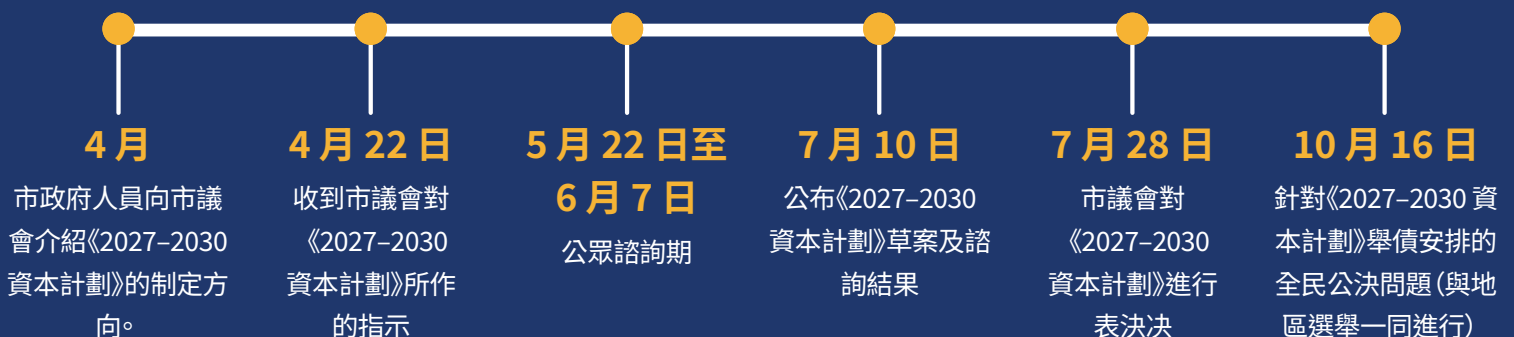 4 月
市政府人員向市議
會介紹《2027–2030
資本計劃》的制定方
向。
4 月 22 日
收到市議會對
《2027–2030
資本計劃》所作
的指示
5 月 22 日至
6 月 7 日
公眾諮詢期
7 月 10 日
公布《2027–2030
資本計劃》草案及諮
詢結果
7 月 28 日
市議會對
《2027–2030
資本計劃》進行
表決決
10 月 16 日
針對《2027–2030 資
本計劃》舉債安排的
全民公決問題（與地
區選舉一同進行）